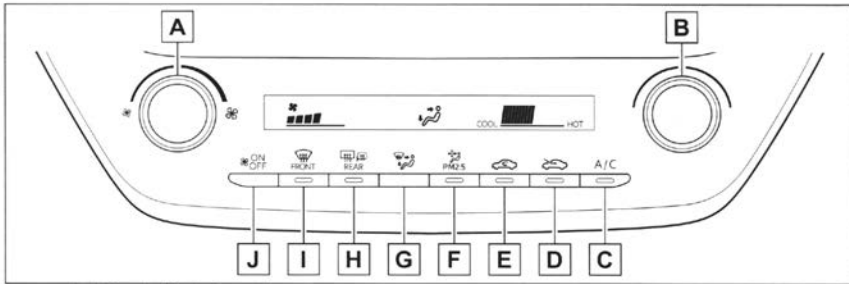 A
B
COOL HOT
ON
OFF FRONT REAR PM2.5 A/C
J I H G F E D C